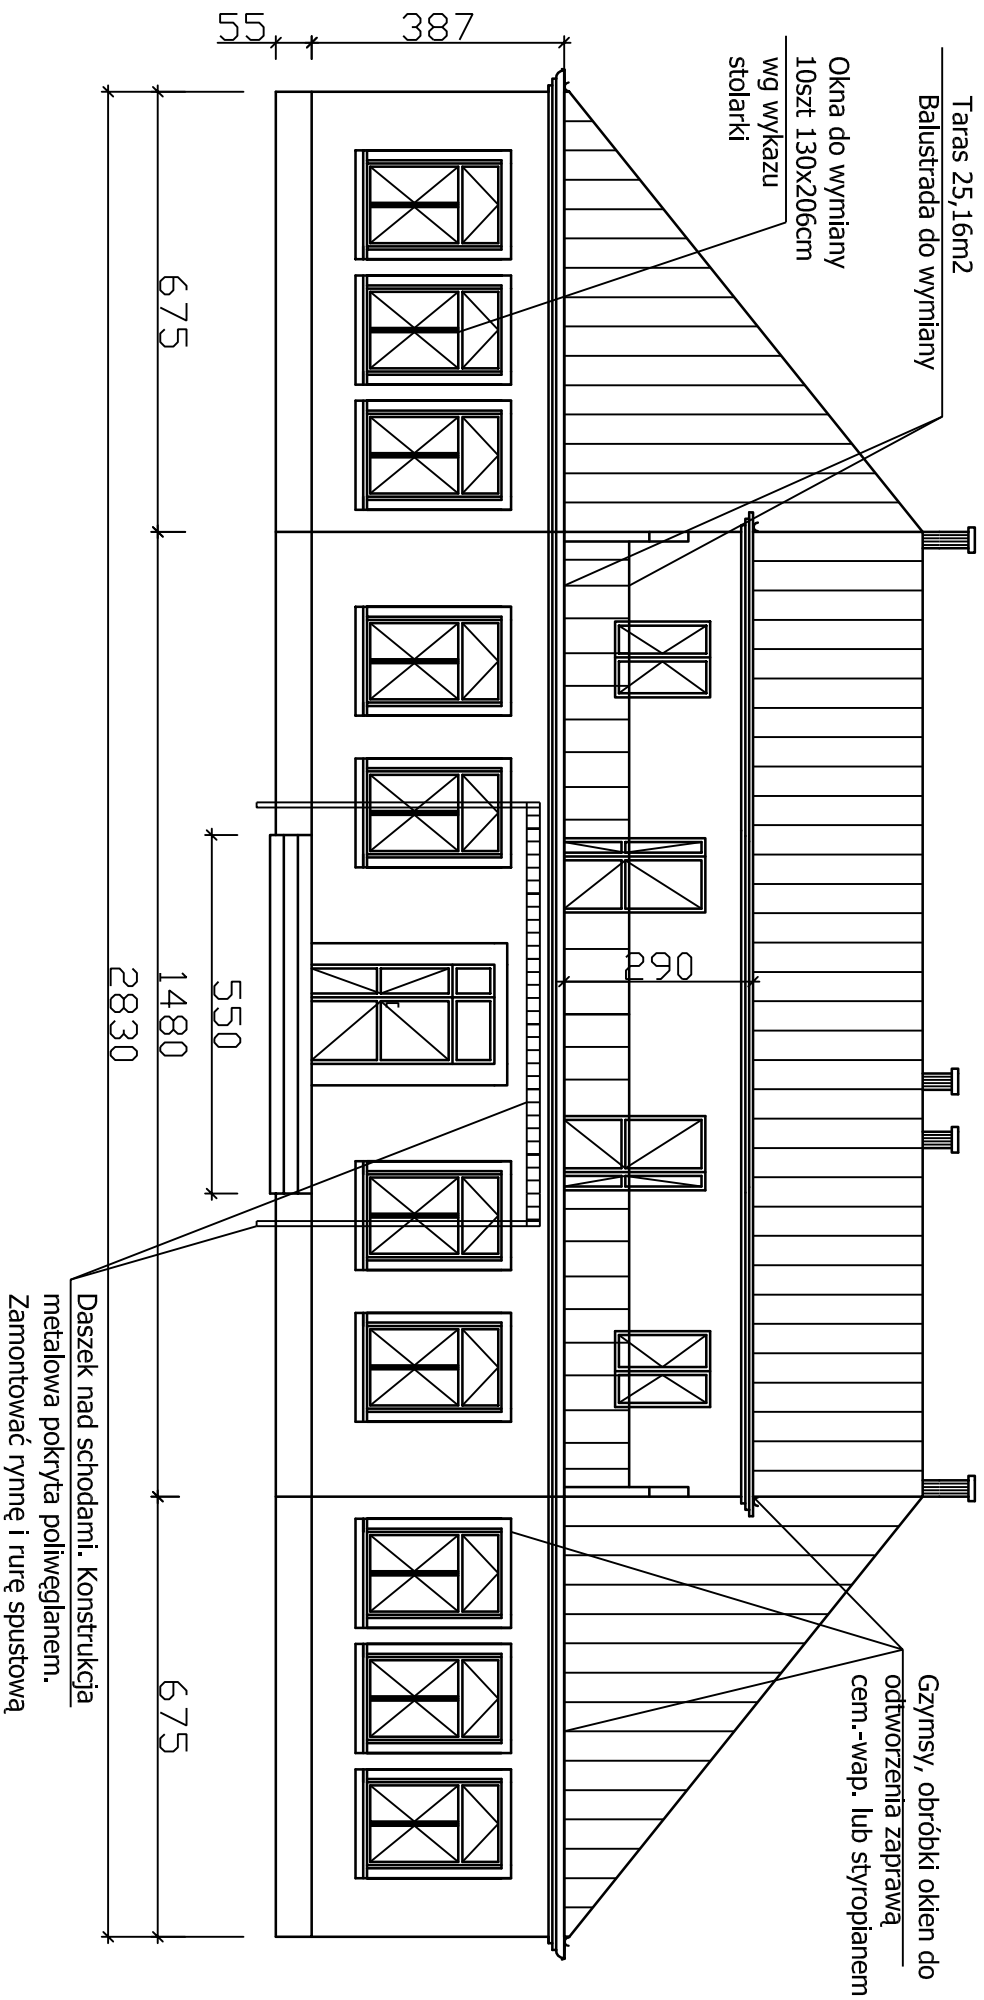 Taras 25,16m2
Balustrada do wymiany
Okna do wymiany
10szt 130x206cm
wg wykazu
stolarki
Gzymsy, obróbki okien do
odtworzenia zaprawą
cem.-wap. lub styropianem
Daszek nad schodami. Konstrukcja
metalowa pokryta poliwęglanem.
Zamontować rynnę i rurę spustową
387
55
290
550
675
1480
675
2830